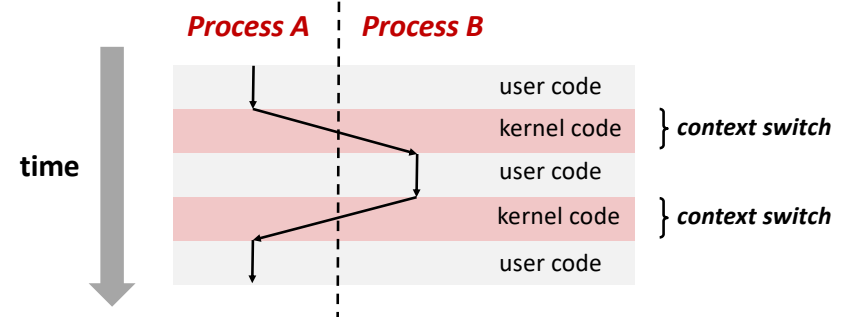 Process A Process B
user code
kernel code context switch
time user code
kernel code context switch
user code